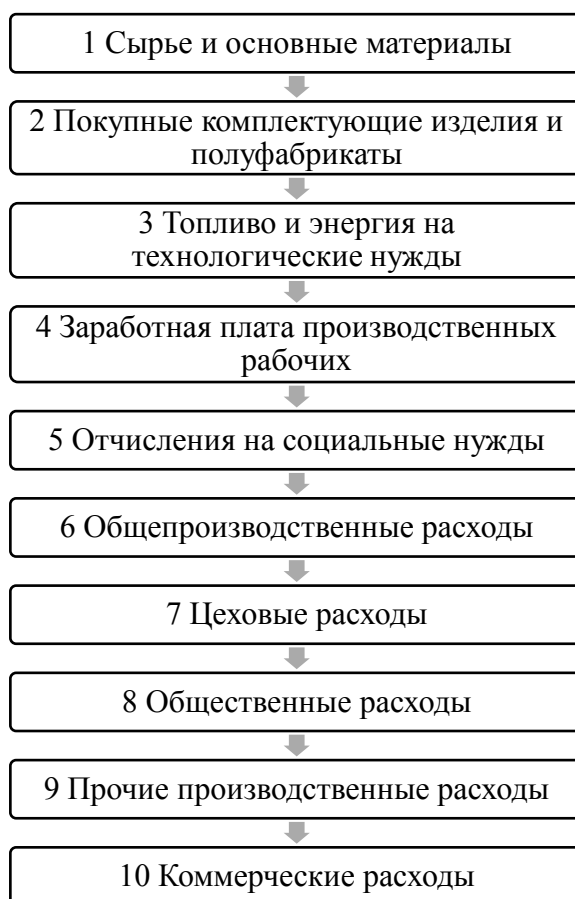 1 Сырье и основные материалы
2 Покупные комплектующие изделия и
полуфабрикаты
3 Топливо и энергия на
технологические нужды
4 Заработная плата производственных
рабочих
5 Отчисления на социальные нужды
6 Общепроизводственные расходы
7 Цеховые расходы
8 Общественные расходы
9 Прочие производственные расходы
10 Коммерческие расходы